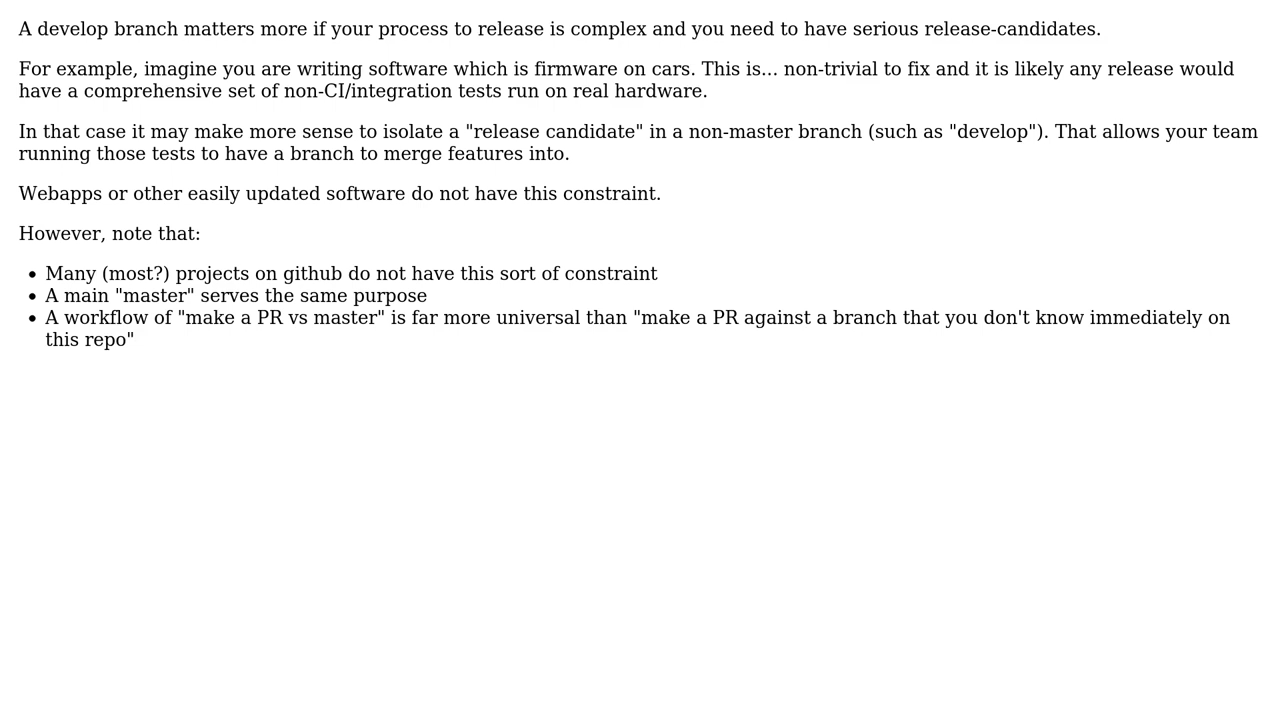 A develop branch matters more if your process to release is complex and you need to have serious release-candidates.
For example, imagine you are writing software which is firmware on cars. This is... non-trivial to fix and it is likely any release would
have a comprehensive set of non-CI/integration tests run on real hardware.
In that case it may make more sense to isolate a "release candidate" in a non-master branch (such as "develop"). That allows your team
running those tests to have a branch to merge features into.
Webapps or other easily updated software do not have this constraint.
However, note that:
• Many (most?) projects on github do not have this sort of constraint
• A main "master" serves the same purpose
• A workflow of "make a PR vs master" is far more universal than "make a PR against a branch that you don't know immediately on
this repo"